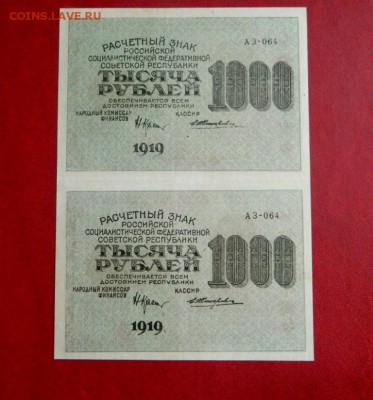 COINS.LAVE.RU
РАСЧЕТНЫЙ ЗНАК
АЗ-064
РОССИЙСКОЙ
СОЦИАЛИСТИЧЕСКОЙ ФЕДЕРАТИВНОЙ
СОВЕТСКОЙ РЕСПУБЛИКИ
ТЫСЯЧА
РУБЛЕЙ
1000
ОБЕСПЕЧИВАЕТСЯ ВСЕМ
ДОСТОЯНИЕМ РЕСПУБЛИКИ
НАРОДНЫЙ КОМИССАР
ФИНАНСОВ
КАССИР
1919
РАСЧЕТНЫЙ ЗНАК
АЗ-064
РОССИЙСКОЙ
СОЦИАЛИСТИЧЕСКОЙ ФЕДЕРАТИВНОЙ
СОВЕТСКОЙ РЕСПУБЛИКИ
ТЫСЯЧА
РУБЛЕЙ
1000
ОБЕСПЕЧИВАЕТСЯ ВСЕМ
ДОСТОЯНИЕМ РЕСПУБЛИКИ
НАРОДНЫЙ КОМИССАР
ФИНАНСОВ
КАССИР
1919